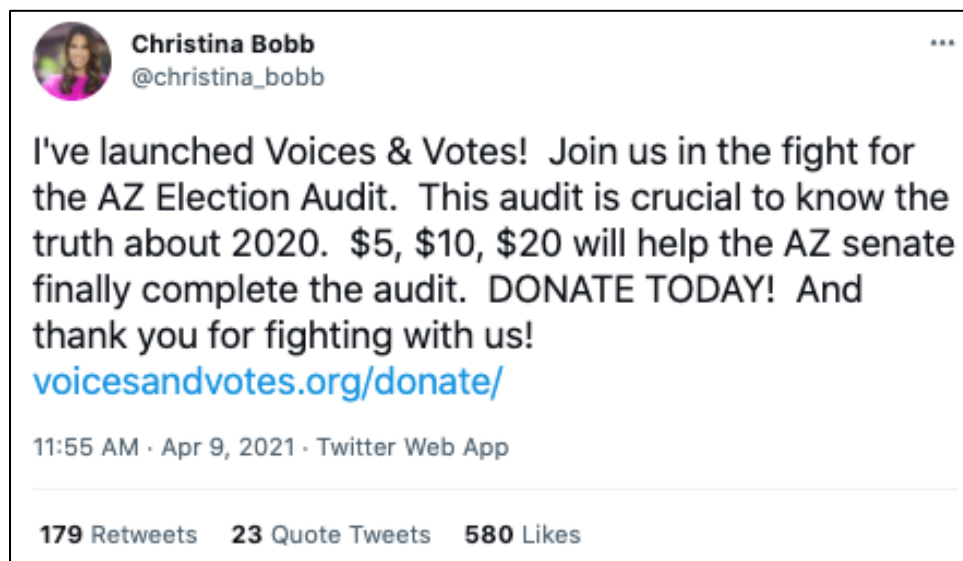 Christina Bobb
@christina_bobb
I've launched Voices & Votes!  Join us in the fight for
the AZ Election Audit.  This audit is crucial to know the
truth about 2020.  $5, $10, $20 will help the AZ senate
finally complete the audit.  DONATE TODAY!  And
thank you for fighting with us!
voicesandvotes.org/donate/
11:55 AM · Apr 9, 2021 · Twitter Web App
179 Retweets 23 Quote Tweets 580 Likes